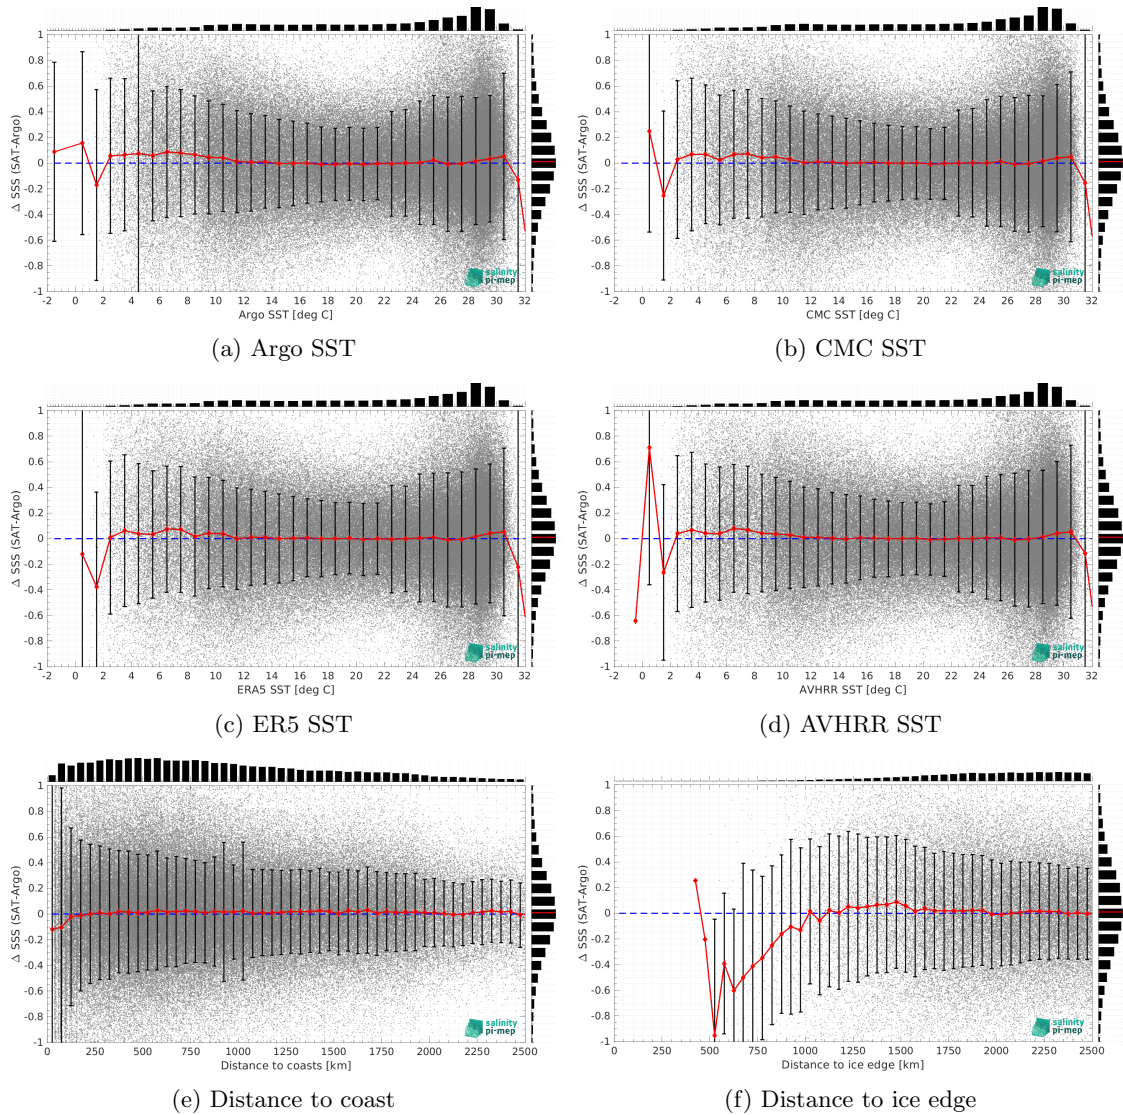 1
0.8
0.6
0.4
0.2
0
-0.2
-0.4
-0.6
-0.8
-1
Δ SSS (SAT-Argo)
-2 0 2 4 6 8 10 12 14 16 18 20 22 24 26 28 30 32
Argo SST [deg C]
salinity
pi-mep
(a) Argo SST
1
0.8
0.6
0.4
0.2
0
-0.2
-0.4
-0.6
-0.8
-1
Δ SSS (SAT-Argo)
-2 0 2 4 6 8 10 12 14 16 18 20 22 24 26 28 30 32
CMC SST [deg C]
salinity
pi-mep
(b) CMC SST
1
0.8
0.6
0.4
0.2
0
-0.2
-0.4
-0.6
-0.8
-1
Δ SSS (SAT-Argo)
-2 0 2 4 6 8 10 12 14 16 18 20 22 24 26 28 30 32
ERA5 SST [deg C]
salinity
pi-mep
(c) ER5 SST
1
0.8
0.6
0.4
0.2
0
-0.2
-0.4
-0.6
-0.8
-1
Δ SSS (SAT-Argo)
-2 0 2 4 6 8 10 12 14 16 18 20 22 24 26 28 30 32
AVHRR SST [deg C]
salinity
pi-mep
(d) AVHRR SST
1
0.8
0.6
0.4
0.2
0
-0.2
-0.4
-0.6
-0.8
-1
Δ SSS (SAT-Argo)
0 250 500 750 1000 1250 1500 1750 2000 2250 2500
Distance to coasts [km]
salinity
pi-mep
(e) Distance to coast
1
0.8
0.6
0.4
0.2
0
-0.2
-0.4
-0.6
-0.8
-1
Δ SSS (SAT-Argo)
0 250 500 750 1000 1250 1500 1750 2000 2250 2500
Distance to ice edge [km]
salinity
pi-mep
(f) Distance to ice edge